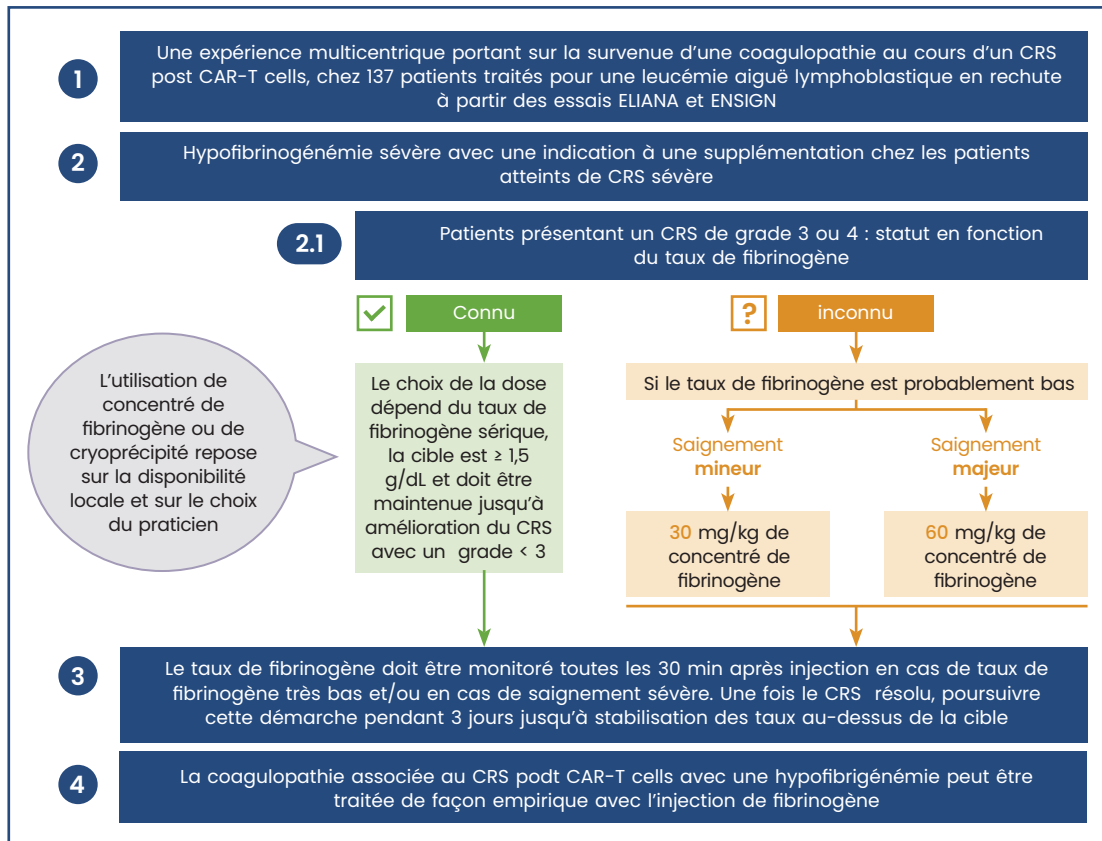 1
Une expérience multicentrique portant sur la survenue d'une coagulopathie au cours d'un CRS
post CAR-T cells, chez 137 patients traités pour une leucémie aiguë lymphoblastique en rechute
à partir des essais ELIANA et ENSIGN
2
Hypofibrinogénémie sévère avec une indication à une supplémentation chez les patients
atteints de CRS sévère
2.1
Patients présentant un CRS de grade 3 ou 4 : statut en fonction
du taux de fibrinogène
Connu
? inconnu
L'utilisation de
concentré de
fibrinogène ou de
cryoprécipité repose
sur la disponibilité
locale et sur le choix
du praticien
Le choix de la dose
dépend du taux de
fibrinogène sérique,
la cible est ≥ 1,5
g/dL et doit être
maintenue jusqu'à
amélioration du CRS
avec un grade < 3
Si le taux de fibrinogène est probablement bas
Saignement
mineur
Saignement
majeur
30 mg/kg de
concentré de
fibrinogène
60 mg/kg de
concentré de
fibrinogène
3
Le taux de fibrinogène doit être monitoré toutes les 30 min après injection en cas de taux de
fibrinogène très bas et/ou en cas de saignement sévère. Une fois le CRS résolu, poursuivre
cette démarche pendant 3 jours jusqu'à stabilisation des taux au-dessus de la cible
4
La coagulopathie associée au CRS podt CAR-T cells avec une hypofibrigénémie peut être
traitée de façon empirique avec l'injection de fibrinogène